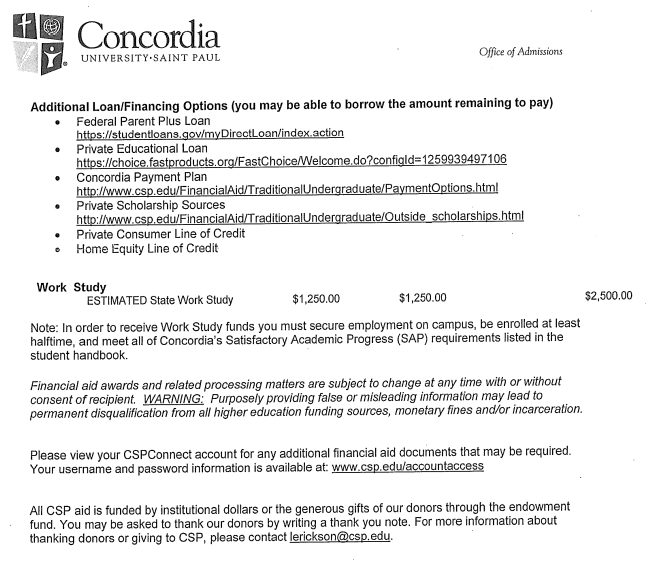 Concordia
UNIVERSITY·SAINT PAUL
Office of Admissions
Additional Loan/Financing Options (you may be able to borrow the amount remaining to pay)
• Federal Parent Plus Loan
https://studentloans.gov/myDirectLoan/index.action
• Private Educational Loan
https://choice.fastproducts.org/FastChoice/Welcome.do?configId=1259939497106
• Concordia Payment Plan
http://www.csp.edu/FinancialAid/TraditionalUndergraduate/PaymentOptions.html
• Private Scholarship Sources
http://www.csp.edu/FinancialAid/TraditionalUndergraduate/Outside_scholarships.html
• Private Consumer Line of Credit
• Home Equity Line of Credit
Work Study
ESTIMATED State Work Study $1,250.00 $1,250.00 $2,500.00
Note: In order to receive Work Study funds you must secure employment on campus, be enrolled at least
halftime, and meet all of Concordia's Satisfactory Academic Progress (SAP) requirements listed in the
student handbook.
Financial aid awards and related processing matters are subject to change at any time with or without
consent of recipient. WARNING: Purposely providing false or misleading information may lead to
permanent disqualification from all higher education funding sources, monetary fines and/or incarceration.
Please view your CSPConnect account for any additional financial aid documents that may be required.
Your username and password information is available at: www.csp.edu/accountaccess
All CSP aid is funded by institutional dollars or the generous gifts of our donors through the endowment
fund. You may be asked to thank our donors by writing a thank you note. For more information about
thanking donors or giving to CSP, please contact lerickson@csp.edu.